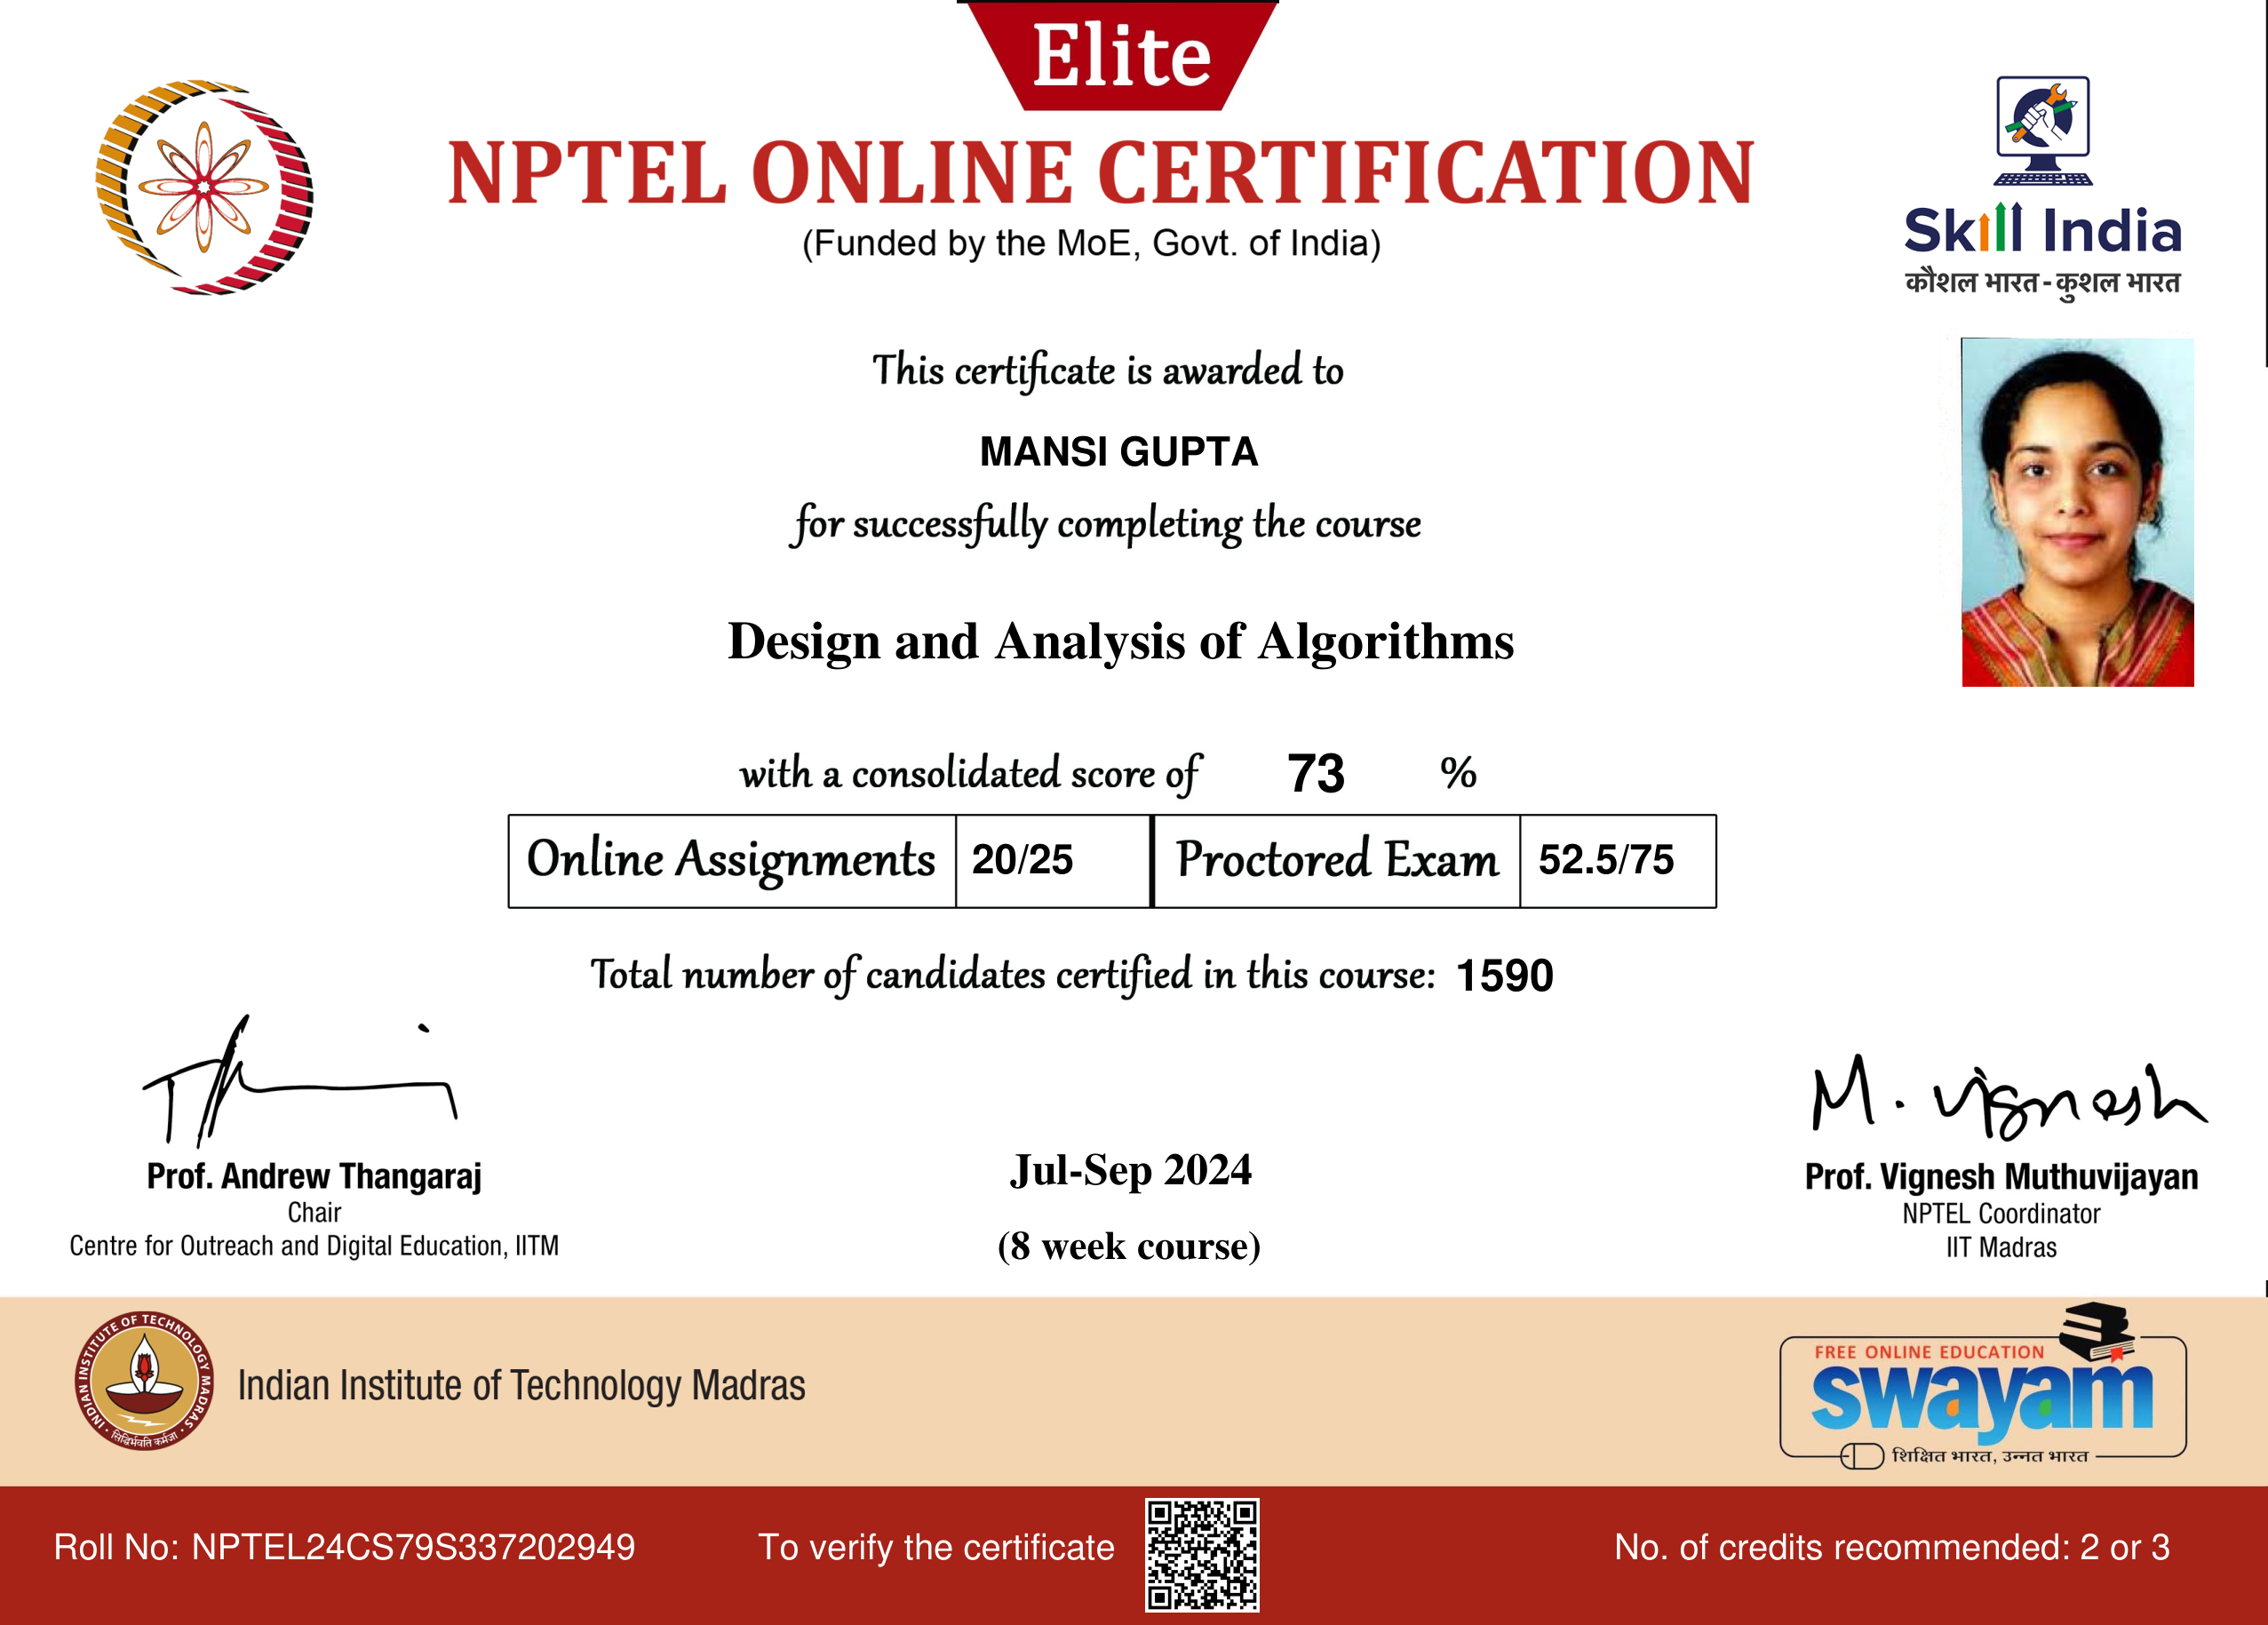 Elite
NPTEL ONLINE CERTIFICATION
(Funded by the MoE, Govt. of India)
Skill India
कौशल भारत - कुशल भारत
This certificate is awarded to
MANSI GUPTA
for successfully completing the course
Design and Analysis of Algorithms
with a consolidated score of 73 %
Online Assignments 20/25 Proctored Exam 52.5/75
Total number of candidates certified in this course: 1590
M. Vignesh
Prof. Andrew Thangaraj
Chair
Centre for Outreach and Digital Education, IITM
Jul-Sep 2024
(8 week course)
Prof. Vignesh Muthuvijayan
NPTEL Coordinator
IIT Madras
INDIAN INSTITUTE OF TECHNOLOGY MADRAS
सिद्धिर्भवति कर्मजा
Indian Institute of Technology Madras
FREE ONLINE EDUCATION
swayam
शिक्षित भारत, उन्नत भारत
Roll No: NPTEL24CS79S337202949
To verify the certificate
No. of credits recommended: 2 or 3